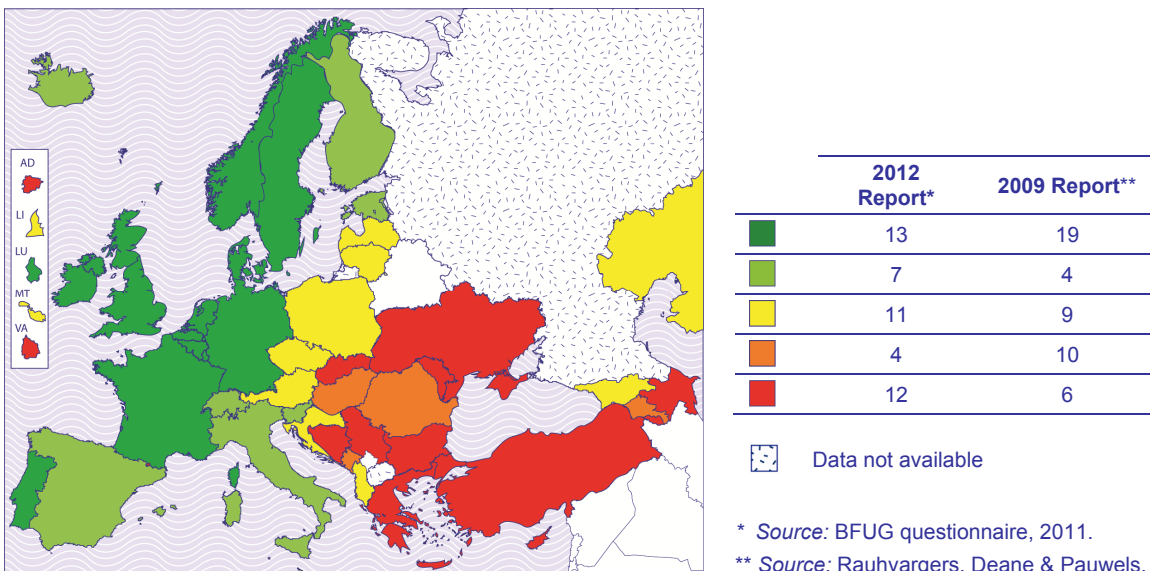 AD
LI
LU
MT
VA
2012 Report* 2009 Report**
13 19
7 4
11 9
4 10
12 6
Data not available
* Source: BFUG questionnaire, 2011.
** Source: Rauhvargers, Deane & Pauwels,